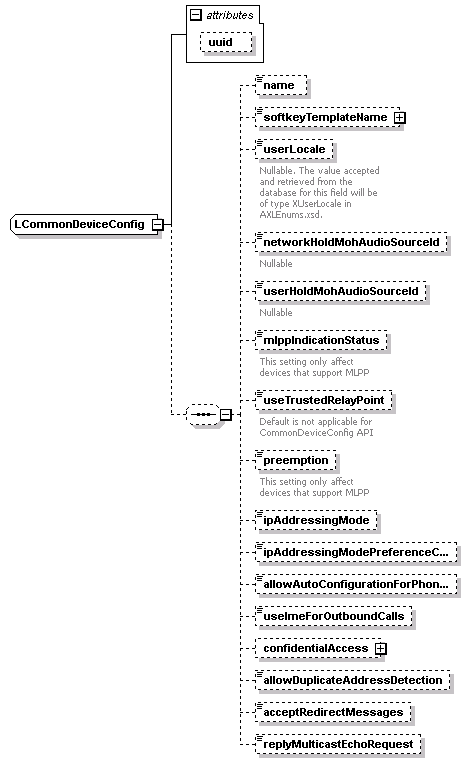 attributes
uuid
name
softkeyTemplateName
userLocale
Nullable. The value accepted
and retrieved from the
database for this field will be
of type XUserLocale in
AXLEnums.xsd.
LCommonDeviceConfig
networkHoldMohAudioSourceId
Nullable
userHoldMohAudioSourceId
Nullable
mlppIndicationStatus
This setting only affect
devices that support MLPP
useTrustedRelayPoint
Default is not applicable for
CommonDeviceConfig API
preemption
This setting only affect
devices that support MLPP
ipAddressingMode
ipAddressingModePreferenceC...
allowAutoConfigurationForPhon...
useImeForOutboundCalls
confidentialAccess
allowDuplicateAddressDetection
acceptRedirectMessages
replyMulticastEchoRequest